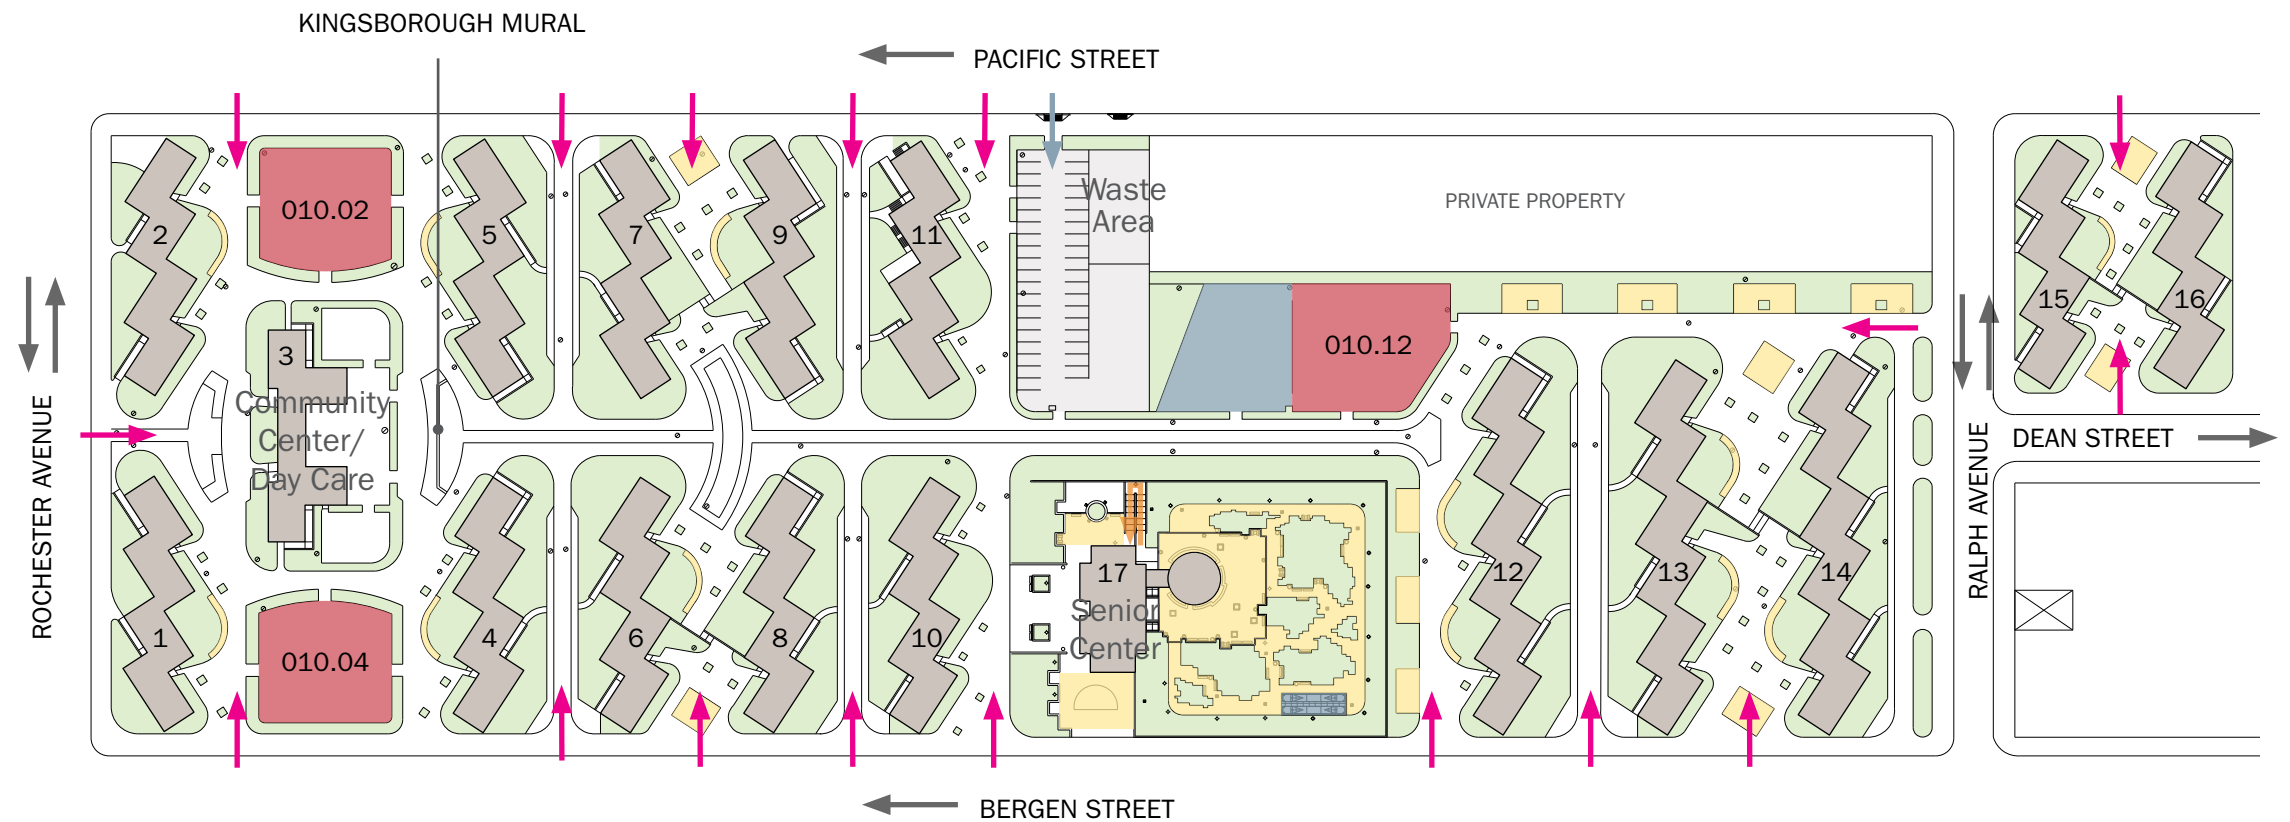 KINGSBOROUGH MURAL
PACIFIC STREET
Waste
Area
PRIVATE PROPERTY
010.02
2
5
7
9
11
15
16
3
010.12
Community
Center/
Day Care
ROCHESTER AVENUE
RALPH AVENUE
DEAN STREET
17
Senior
Center
12
13
14
1
010.04
4
6
8
10
BERGEN STREET